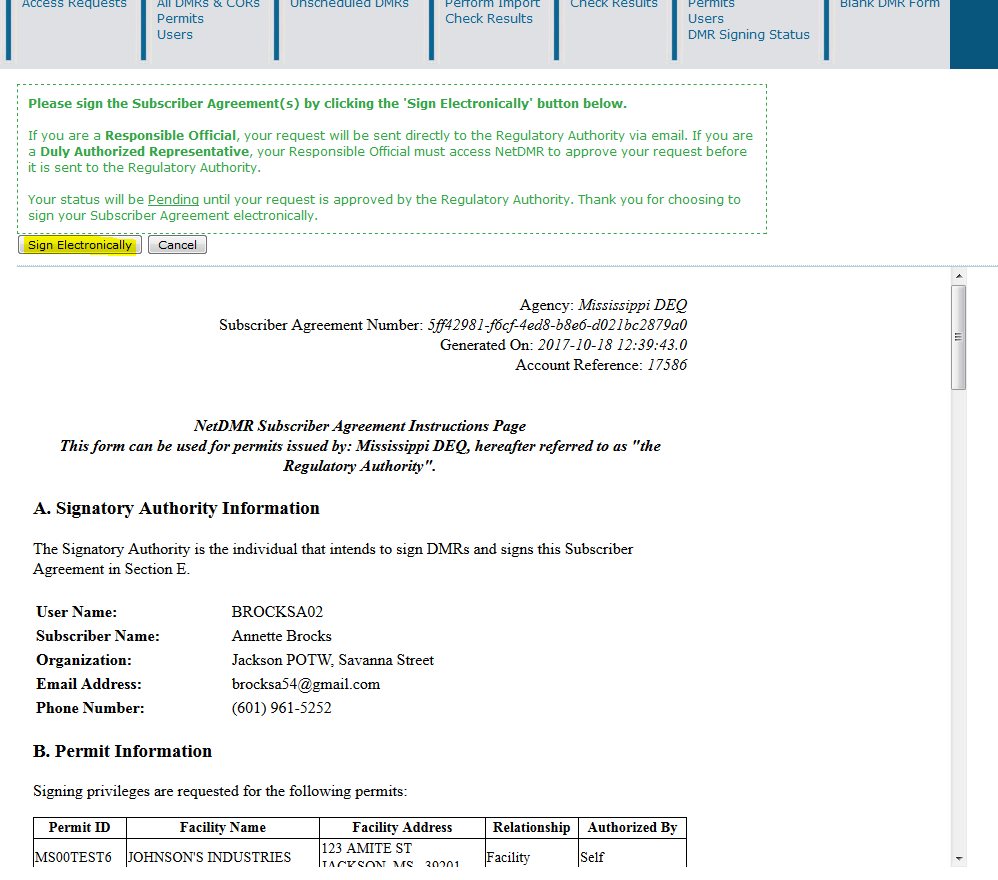 Access Requests
All DMRs & CORs
Permits
Users
Unscheduled DMRs
Perform Import
Check Results
Check Results
Permits
Users
DMR Signing Status
Blank DMR Form
Please sign the Subscriber Agreement(s) by clicking the 'Sign Electronically' button below.
If you are a Responsible Official, your request will be sent directly to the Regulatory Authority via email. If you are
a Duly Authorized Representative, your Responsible Official must access NetDMR to approve your request before
it is sent to the Regulatory Authority.
Your status will be Pending until your request is approved by the Regulatory Authority. Thank you for choosing to
sign your Subscriber Agreement electronically.
Sign Electronically
Cancel
Agency: Mississippi DEQ
Subscriber Agreement Number: 5ff42981-f6cf-4ed8-b8e6-d021bc2879a0
Generated On: 2017-10-18 12:39:43.0
Account Reference: 17586
NetDMR Subscriber Agreement Instructions Page
This form can be used for permits issued by: Mississippi DEQ, hereafter referred to as "the
Regulatory Authority".
A. Signatory Authority Information
The Signatory Authority is the individual that intends to sign DMRs and signs this Subscriber
Agreement in Section E.
User Name: BROCKSA02
Subscriber Name: Annette Brocks
Organization: Jackson POTW, Savanna Street
Email Address: brocksa54@gmail.com
Phone Number: (601) 961-5252
B. Permit Information
Signing privileges are requested for the following permits:
Permit ID Facility Name Facility Address Relationship Authorized By
MS00TEST6 JOHNSON'S INDUSTRIES 123 AMITE ST Facility Self
JACKSON, MS 39201